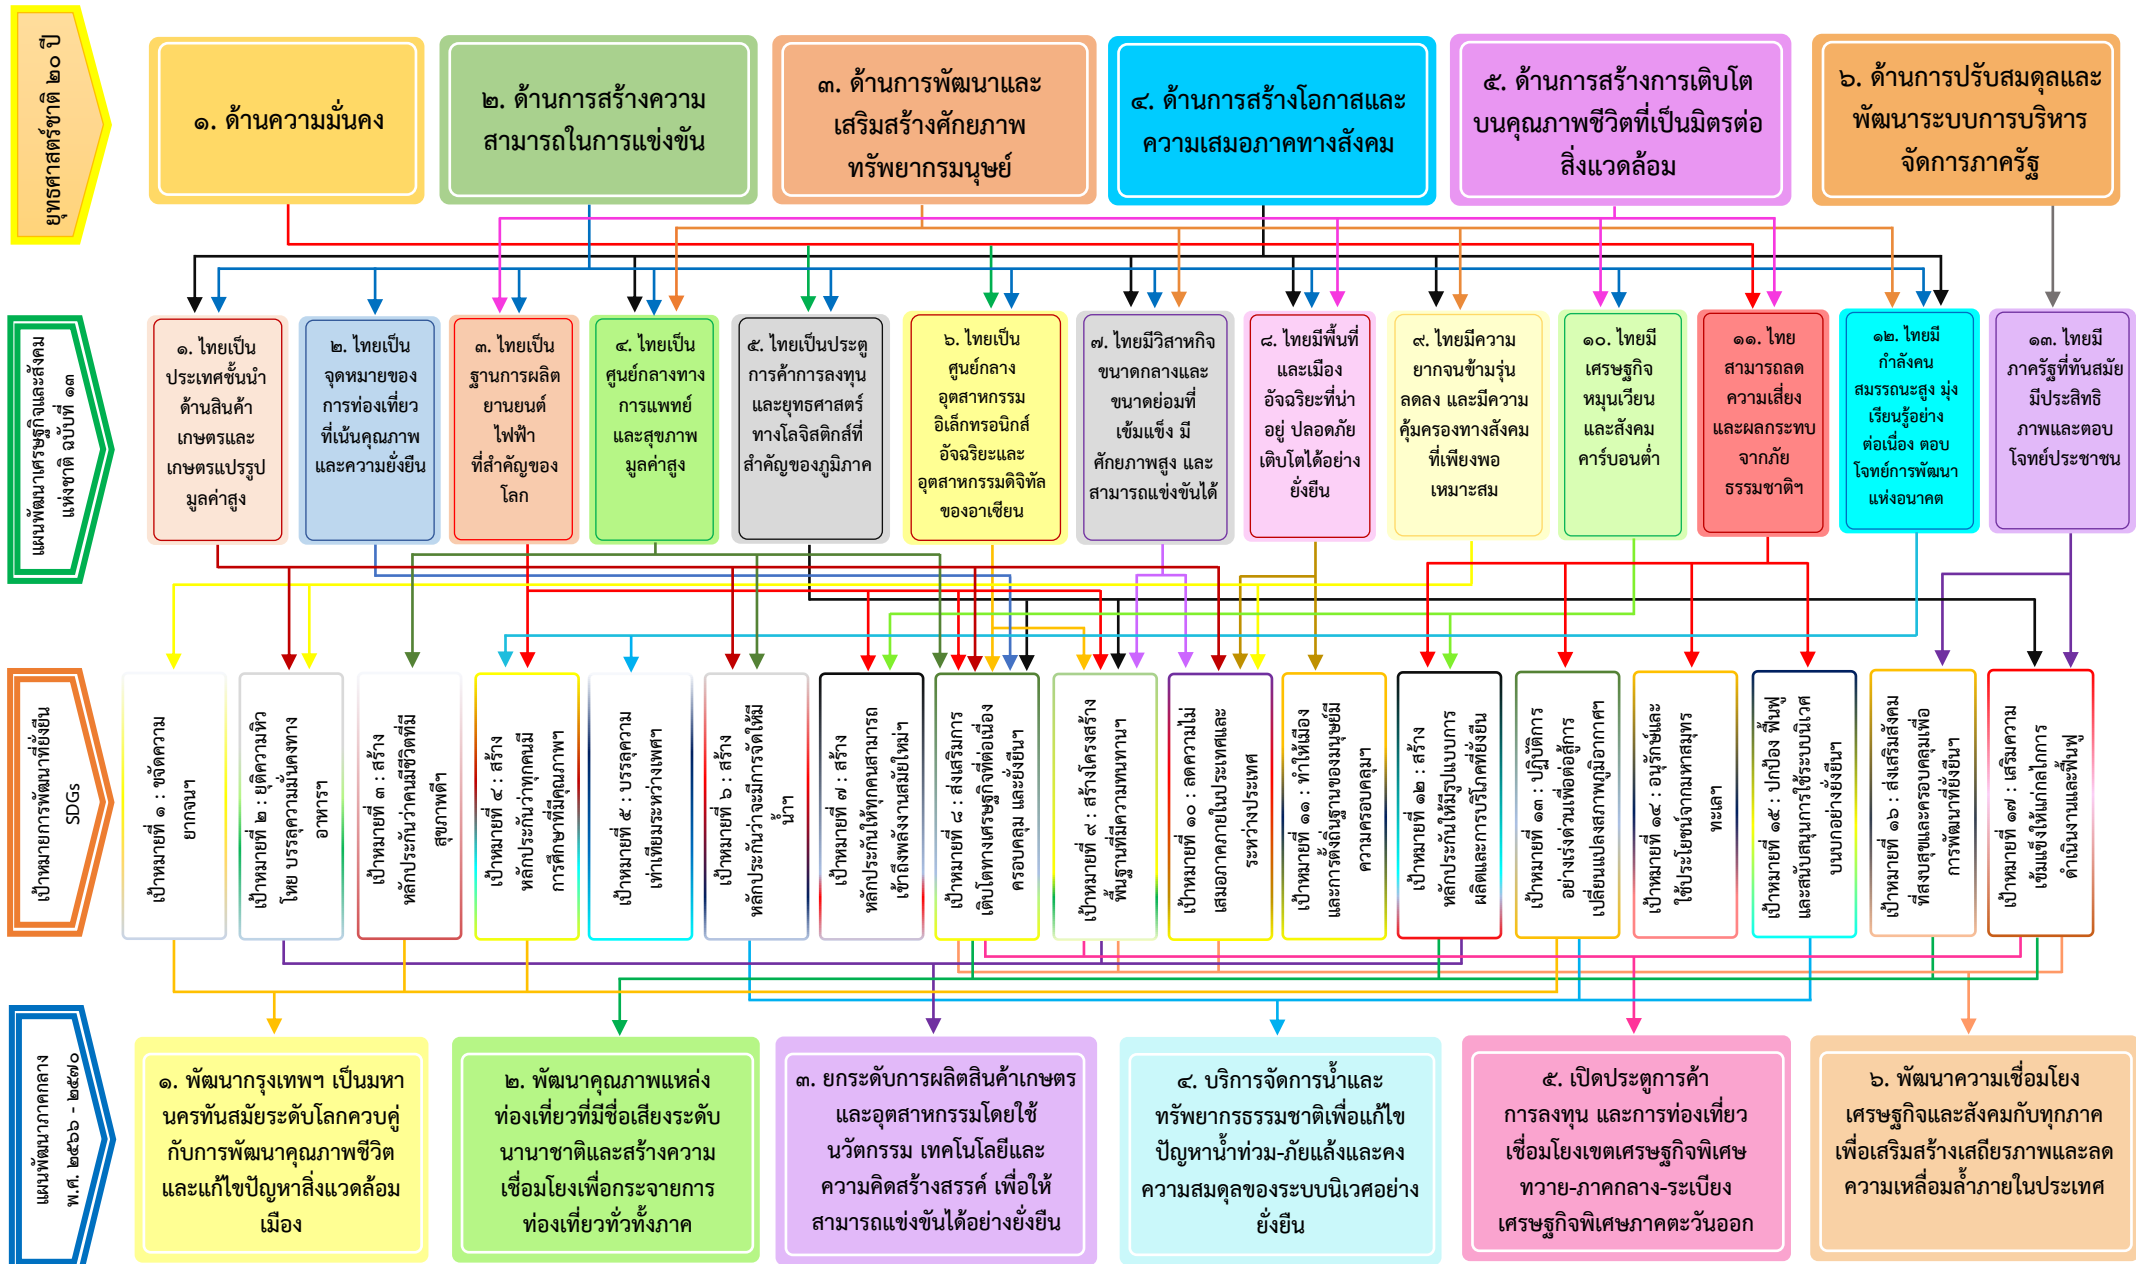 ยุทธศาสตร์ชาติ ๒๐ ปี
๑. ด้านความมั่นคง
๒. ด้านการสร้างความ
สามารถในการแข่งขัน
๓. ด้านการพัฒนาและ
เสริมสร้างศักยภาพ
ทรัพยากรมนุษย์
๔. ด้านการสร้างโอกาสและ
ความเสมอภาคทางสังคม
๕. ด้านการสร้างการเติบโต
บนคุณภาพชีวิตที่เป็นมิตรต่อ
สิ่งแวดล้อม
๖. ด้านการปรับสมดุลและ
พัฒนาระบบการบริหาร
จัดการภาครัฐ
แผนพัฒนาเศรษฐกิจและสังคม
แห่งชาติ ฉบับที่ ๑๓
๑. ไทยเป็น
ประเทศชั้นนำ
ด้านสินค้า
เกษตรและ
เกษตรแปรรูป
มูลค่าสูง
๒. ไทยเป็น
จุดหมายของ
การท่องเที่ยว
ที่เน้นคุณภาพ
และความยั่งยืน
๓. ไทยเป็น
ฐานการผลิต
ยานยนต์
ไฟฟ้า
ที่สำคัญของ
โลก
๔. ไทยเป็น
ศูนย์กลางทาง
การแพทย์
และสุขภาพ
มูลค่าสูง
๕. ไทยเป็นประตู
การค้าการลงทุน
และยุทธศาสตร์
ทางโลจิสติกส์ที่
สำคัญของภูมิภาค
๖. ไทยเป็น
ศูนย์กลาง
อุตสาหกรรม
อิเล็กทรอนิกส์
อัจฉริยะและ
อุตสาหกรรมดิจิทัล
ของอาเซียน
๗. ไทยมีวิสาหกิจ
ขนาดกลางและ
ขนาดย่อมที่
เข้มแข็ง มี
ศักยภาพสูง และ
สามารถแข่งขันได้
๘. ไทยมีพื้นที่
และเมือง
อัจฉริยะที่น่า
อยู่ ปลอดภัย
เติบโตได้อย่าง
ยั่งยืน
๙. ไทยมีความ
ยากจนข้ามรุ่น
ลดลง และมีความ
คุ้มครองทางสังคม
ที่เพียงพอ
เหมาะสม
๑๐. ไทยมี
เศรษฐกิจ
หมุนเวียน
และสังคม
คาร์บอนต่ำ
๑๑. ไทย
สามารถลด
ความเสี่ยง
และผลกระทบ
จากภัย
ธรรมชาติฯ
๑๒. ไทยมี
กำลังคน
สมรรถนะสูง มุ่ง
เรียนรู้อย่าง
ต่อเนื่อง ตอบ
โจทย์การพัฒนา
แห่งอนาคต
๑๓. ไทยมี
ภาครัฐที่ทันสมัย
มีประสิทธิ
ภาพและตอบ
โจทย์ประชาชน
เป้าหมายการพัฒนาที่ยั่งยืน
SDGs
เป้าหมายที่ ๑ : ขจัดความ
ยากจนฯ
เป้าหมายที่ ๒ : ยุติความหิว
โหย บรรลุความมั่นคงทาง
อาหารฯ
เป้าหมายที่ ๓ : สร้าง
หลักประกันว่าคนมีชีวิตที่มี
สุขภาพดีฯ
เป้าหมายที่ ๔ : สร้าง
หลักประกันว่าทุกคนมี
การศึกษาที่มีคุณภาพฯ
เป้าหมายที่ ๕ : บรรลุความ
เท่าเทียมระหว่างเพศฯ
เป้าหมายที่ ๖ : สร้าง
หลักประกันว่าจะมีการจัดให้มี
น้ำฯ
เป้าหมายที่ ๗ : สร้าง
หลักประกันให้ทุกคนสามารถ
เข้าถึงพลังงานสมัยใหม่ฯ
เป้าหมายที่ ๘ : ส่งเสริมการ
เติบโตทางเศรษฐกิจที่ต่อเนื่อง
ครอบคลุม และยั่งยืนฯ
เป้าหมายที่ ๙ : สร้างโครงสร้าง
พื้นฐานที่มีความทนทานฯ
เป้าหมายที่ ๑๐ : ลดความไม่
เสมอภาคภายในประเทศและ
ระหว่างประเทศ
เป้าหมายที่ ๑๑ : ทำให้เมือง
และการตั้งถิ่นฐานของมนุษย์มี
ความครอบคลุมฯ
เป้าหมายที่ ๑๒ : สร้าง
หลักประกันให้มีรูปแบบการ
ผลิตและการบริโภคที่ยั่งยืน
เป้าหมายที่ ๑๓ : ปฏิบัติการ
อย่างเร่งด่วนเพื่อต่อสู้การ
เปลี่ยนแปลงสภาพภูมิอากาศฯ
เป้าหมายที่ ๑๔ : อนุรักษ์และ
ใช้ประโยชน์จากมหาสมุทร
ทะเลฯ
เป้าหมายที่ ๑๕ : ปกป้อง ฟื้นฟู
และสนับสนุนการใช้ระบบนิเวศ
บนบกอย่างยั่งยืนฯ
เป้าหมายที่ ๑๖ : ส่งเสริมสังคม
ที่สงบสุขและครอบคลุมเพื่อ
การพัฒนาที่ยั่งยืนฯ
เป้าหมายที่ ๑๗ : เสริมความ
เข้มแข็งให้แก่กลไกการ
ดำเนินงานและฟื้นฟู
แผนพัฒนาภาคกลาง
พ.ศ. ๒๕๖๖ - ๒๕๗๐
๑. พัฒนากรุงเทพฯ เป็นมหา
นครทันสมัยระดับโลกควบคู่
กับการพัฒนาคุณภาพชีวิต
และแก้ไขปัญหาสิ่งแวดล้อม
เมือง
๒. พัฒนาคุณภาพแหล่ง
ท่องเที่ยวที่มีชื่อเสียงระดับ
นานาชาติและสร้างความ
เชื่อมโยงเพื่อกระจายการ
ท่องเที่ยวทั่วทั้งภาค
๓. ยกระดับการผลิตสินค้าเกษตร
และอุตสาหกรรมโดยใช้
นวัตกรรม เทคโนโลยีและ
ความคิดสร้างสรรค์ เพื่อให้
สามารถแข่งขันได้อย่างยั่งยืน
๔. บริการจัดการน้ำและ
ทรัพยากรธรรมชาติเพื่อแก้ไข
ปัญหาน้ำท่วม-ภัยแล้งและคง
ความสมดุลของระบบนิเวศอย่าง
ยั่งยืน
๕. เปิดประตูการค้า
การลงทุน และการท่องเที่ยว
เชื่อมโยงเขตเศรษฐกิจพิเศษ
ทวาย-ภาคกลาง-ระเบียง
เศรษฐกิจพิเศษภาคตะวันออก
๖. พัฒนาความเชื่อมโยง
เศรษฐกิจและสังคมกับทุกภาค
เพื่อเสริมสร้างเสถียรภาพและลด
ความเหลื่อมล้ำภายในประเทศ